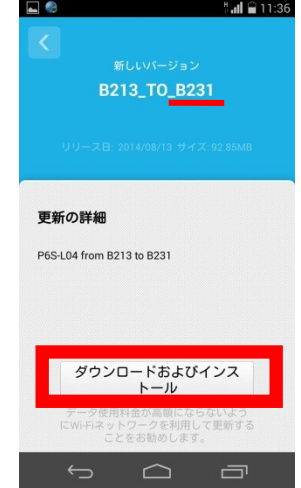 11:36
新しいバージョン
B213_TO_B231
リリース日: 2014/08/13 サイズ: 92.85MB
更新の詳細
P6S-L04 from B213 to B231
ダウンロードおよびインス
トール
データ使用料金が高額にならないよう
にWi-Fiネットワークを利用して更新する
ことをお勧めします。